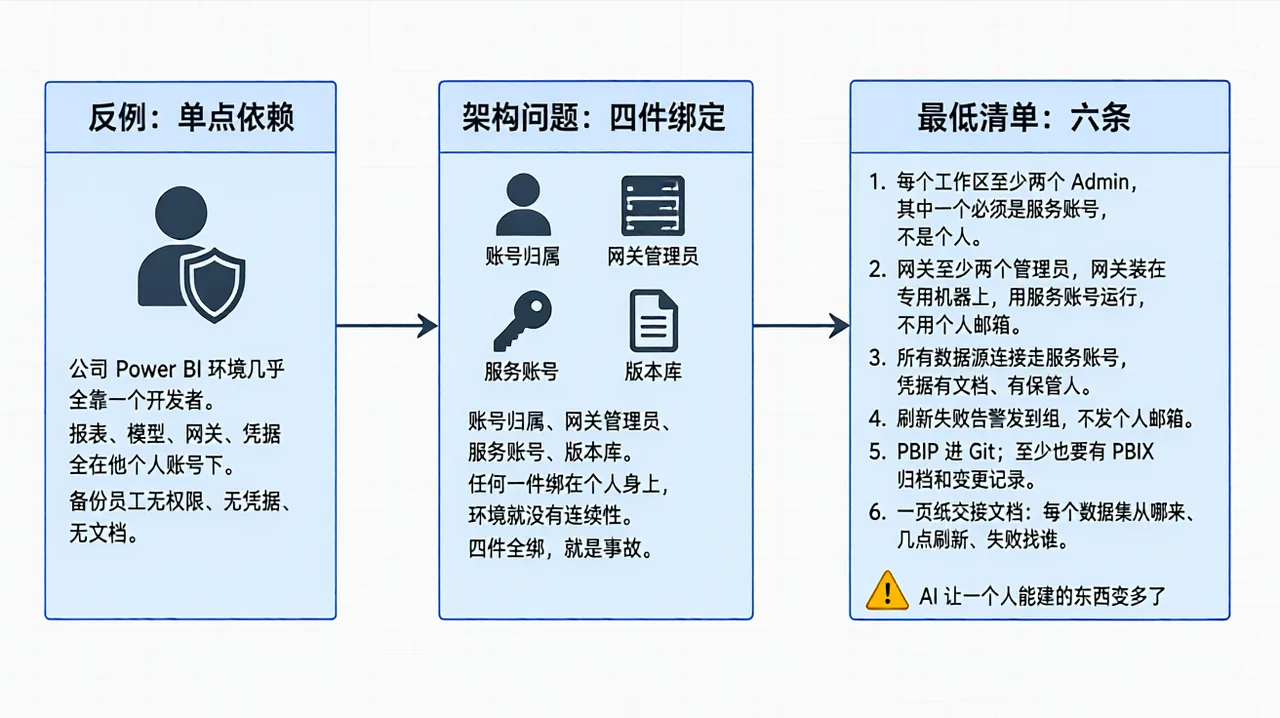 反例：单点依赖
公司 Power BI 环境几乎
全靠一个开发者。
报表、模型、网关、凭据
全在他个人账号下。
备份员工无权限、无凭据、
无文档。
架构问题：四件绑定
账号归属
网关管理员
服务账号
版本库
账号归属、网关管理员、
服务账号、版本库。
任何一件绑在个人身上，
环境就没有连续性。
四件全绑，就是事故。
最低清单：六条
1. 每个工作区至少两个 Admin，
其中一个必须是服务账号，
不是个人。
2. 网关至少两个管理员，网关装在
专用机器上，用服务账号运行，
不用个人邮箱。
3. 所有数据源连接走服务账号，
凭据有文档、有保管人。
4. 刷新失败告警发到组，不发个人邮箱。
5. PBIP 进 Git；至少也要有 PBIX
归档和变更记录。
6. 一页纸交接文档：每个数据集从哪来、
几点刷新、失败找谁。
AI 让一个人能建的东西变多了